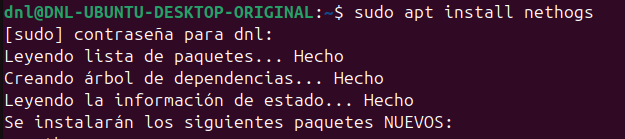 dnl@DNL-UBUNTU-DESKTOP-ORIGINAL:~$ sudo apt install nethogs
[sudo] contraseña para dnl:
Leyendo lista de paquetes... Hecho
Creando árbol de dependencias... Hecho
Leyendo la información de estado... Hecho
Se instalarán los siguientes paquetes NUEVOS: